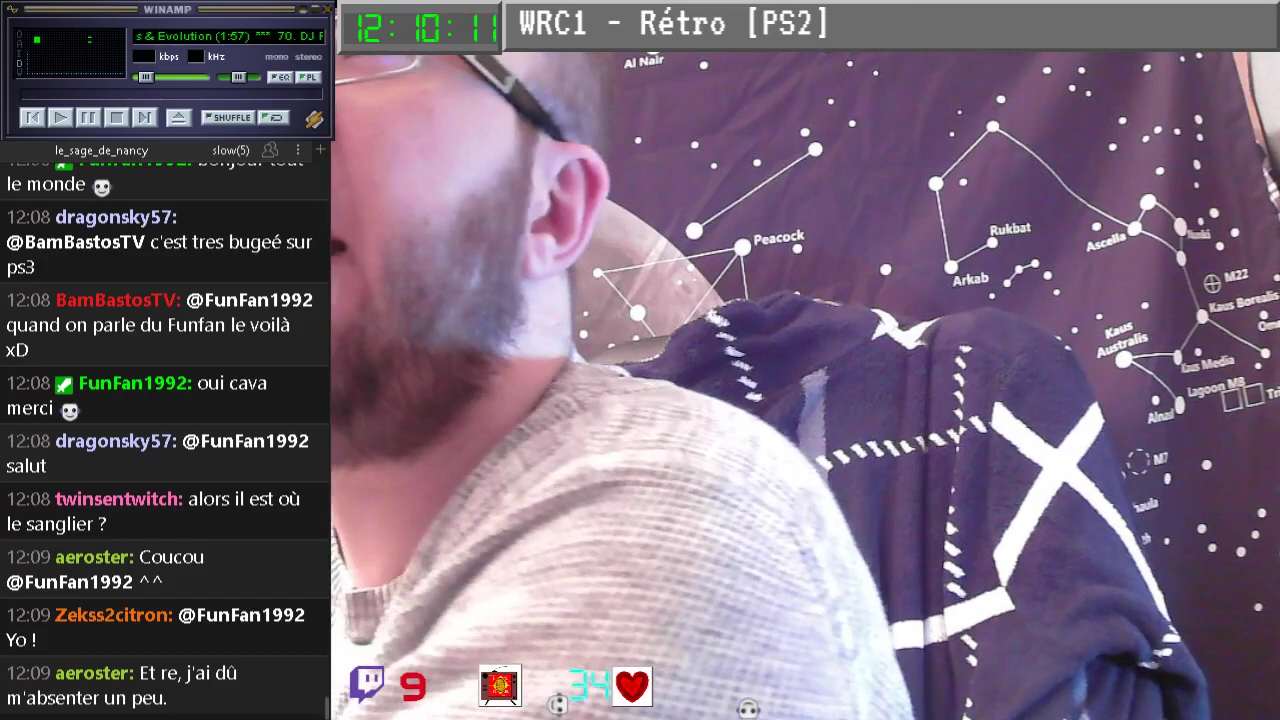 WINAMP
s & Evolution (1:57) *** 70. DJ F
kbps
kHz
mono stereo
EQ
PL
SHUFFLE
12:10:11
WRC1 - Rétro [PS2]
le_sage_de_nancy
slow(5)
le monde
12:08 dragonsky57:
@BamBastosTV c'est tres bugeé sur
ps3
12:08 BamBastosTV: @FunFan1992
quand on parle du Funfan le voilà
xD
12:08 FunFan1992: oui cava
merci
12:08 dragonsky57: @FunFan1992
salut
12:08 twinsentwitch: alors il est où
le sanglier ?
12:09 aeroster: Coucou
@FunFan1992 ^^
12:09 Zekss2citron: @FunFan1992
Yo !
12:09 aeroster: Et re, j'ai dû
m'absenter un peu.
Al Nair
Peacock
Rukbat
Arkab
Ascella
M22
Kaus Borealis
Kaus
Australis
Kaus Media
Lagoon M8
Alnail
M7
9
34